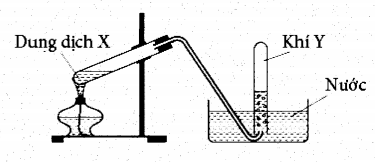 Dung dịch X
Khí Y
Nước